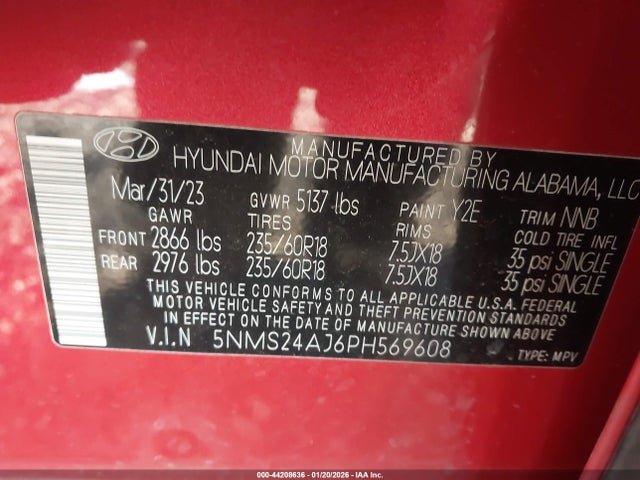 MANUFACTURED BY
HYUNDAI MOTOR MANUFACTURING ALABAMA, LLC
Mar/31/23 GVWR 5137 lbs PAINT Y2E TRIM NNB
GAWR TIRES RIMS COLD TIRE INFL
FRONT 2866 lbs 235/60R18 7.5JX18 35 psi SINGLE
REAR 2976 lbs 235/60R18 7.5JX18 35 psi SINGLE
THIS VEHICLE CONFORMS TO ALL APPLICABLE U.S.A. FEDERAL
MOTOR VEHICLE SAFETY AND THEFT PREVENTION STANDARDS
IN EFFECT ON THE DATE OF MANUFACTURE SHOWN ABOVE.
V.I.N 5NMS24AJ6PH569608 TYPE: MPV
000-44208636 - 01/20/2026 - IAA Inc.